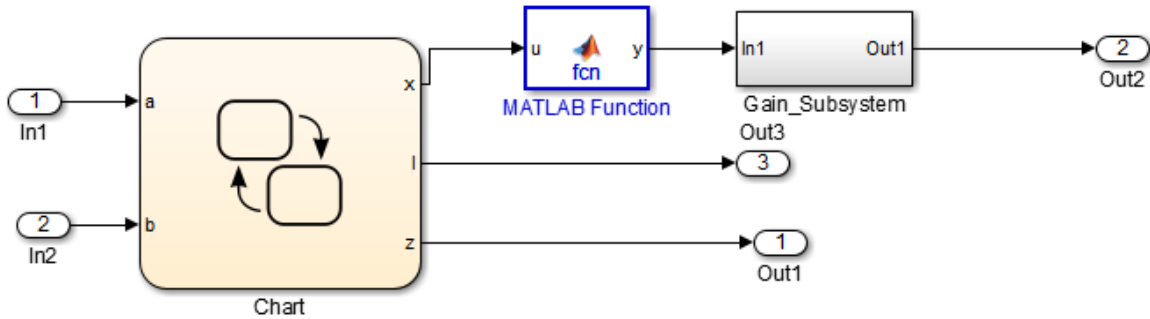 1
In1
2
In2
a
b
x
l
z
Chart
u
y
fcn
MATLAB Function
In1
Out1
Gain_Subsystem
2
Out2
Out3
3
1
Out1